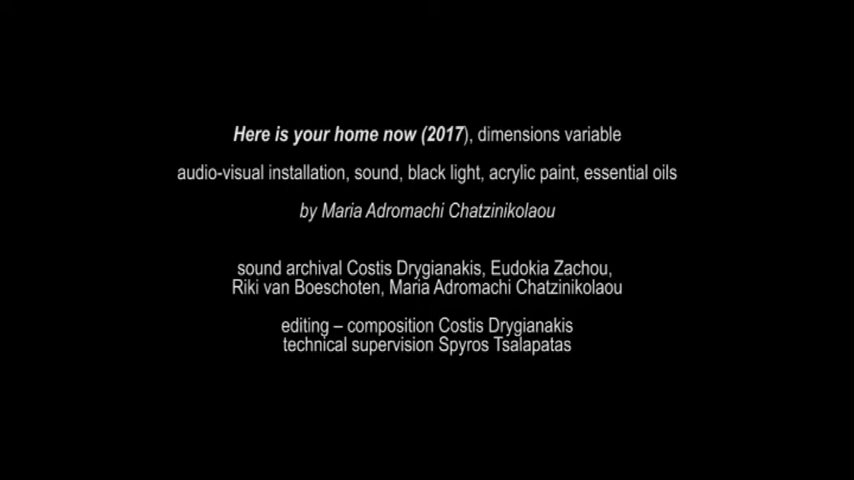 Here is your home now (2017), dimensions variable
audio-visual installation, sound, black light, acrylic paint, essential oils
by Maria Adromachi Chatzinikolaou
sound archival Costis Drygianakis, Eudokia Zachou,
Riki van Boeschoten, Maria Adromachi Chatzinikolaou
editing – composition Costis Drygianakis
technical supervision Spyros Tsalapatas